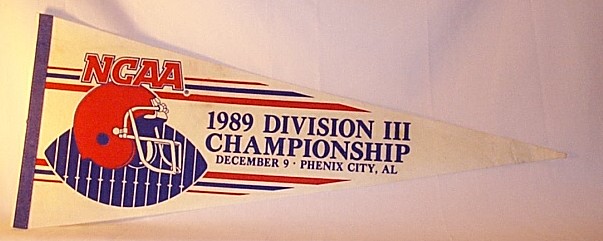 NCAA
1989 DIVISION III
CHAMPIONSHIP
DECEMBER 9 · PHENIX CITY, AL